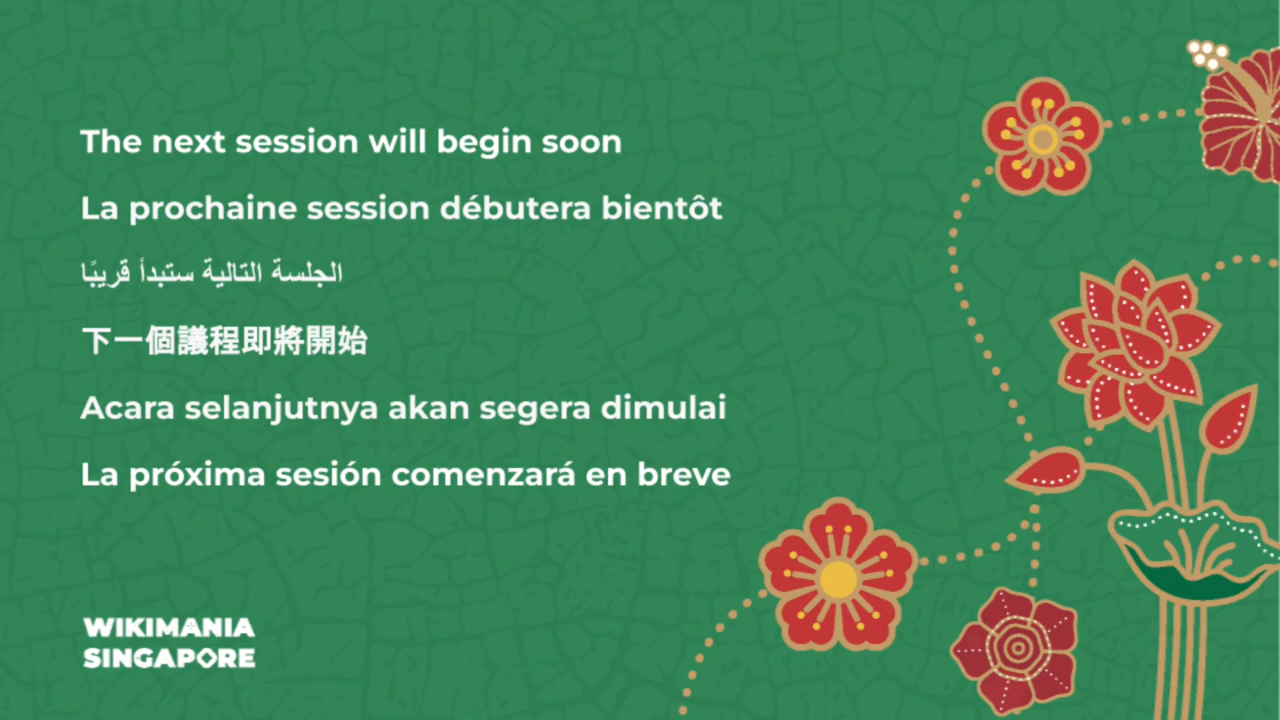 The next session will begin soon
La prochaine session débutera bientôt
الجلسة التالية ستبدأ قريبًا
下一個議程即將開始
Acara selanjutnya akan segera dimulai
La próxima sesión comenzará en breve
WIKIMANIA
SINGAPORE